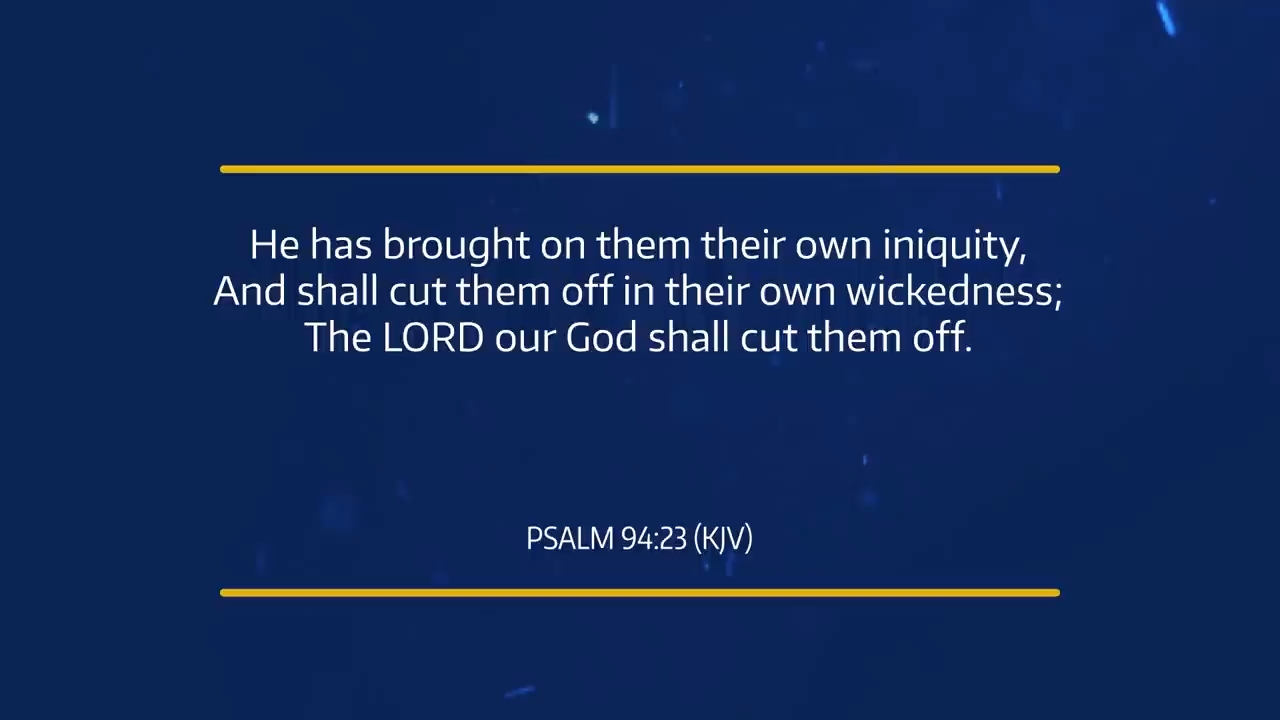 He has brought on them their own iniquity,
And shall cut them off in their own wickedness;
The LORD our God shall cut them off.
PSALM 94:23 (KJV)